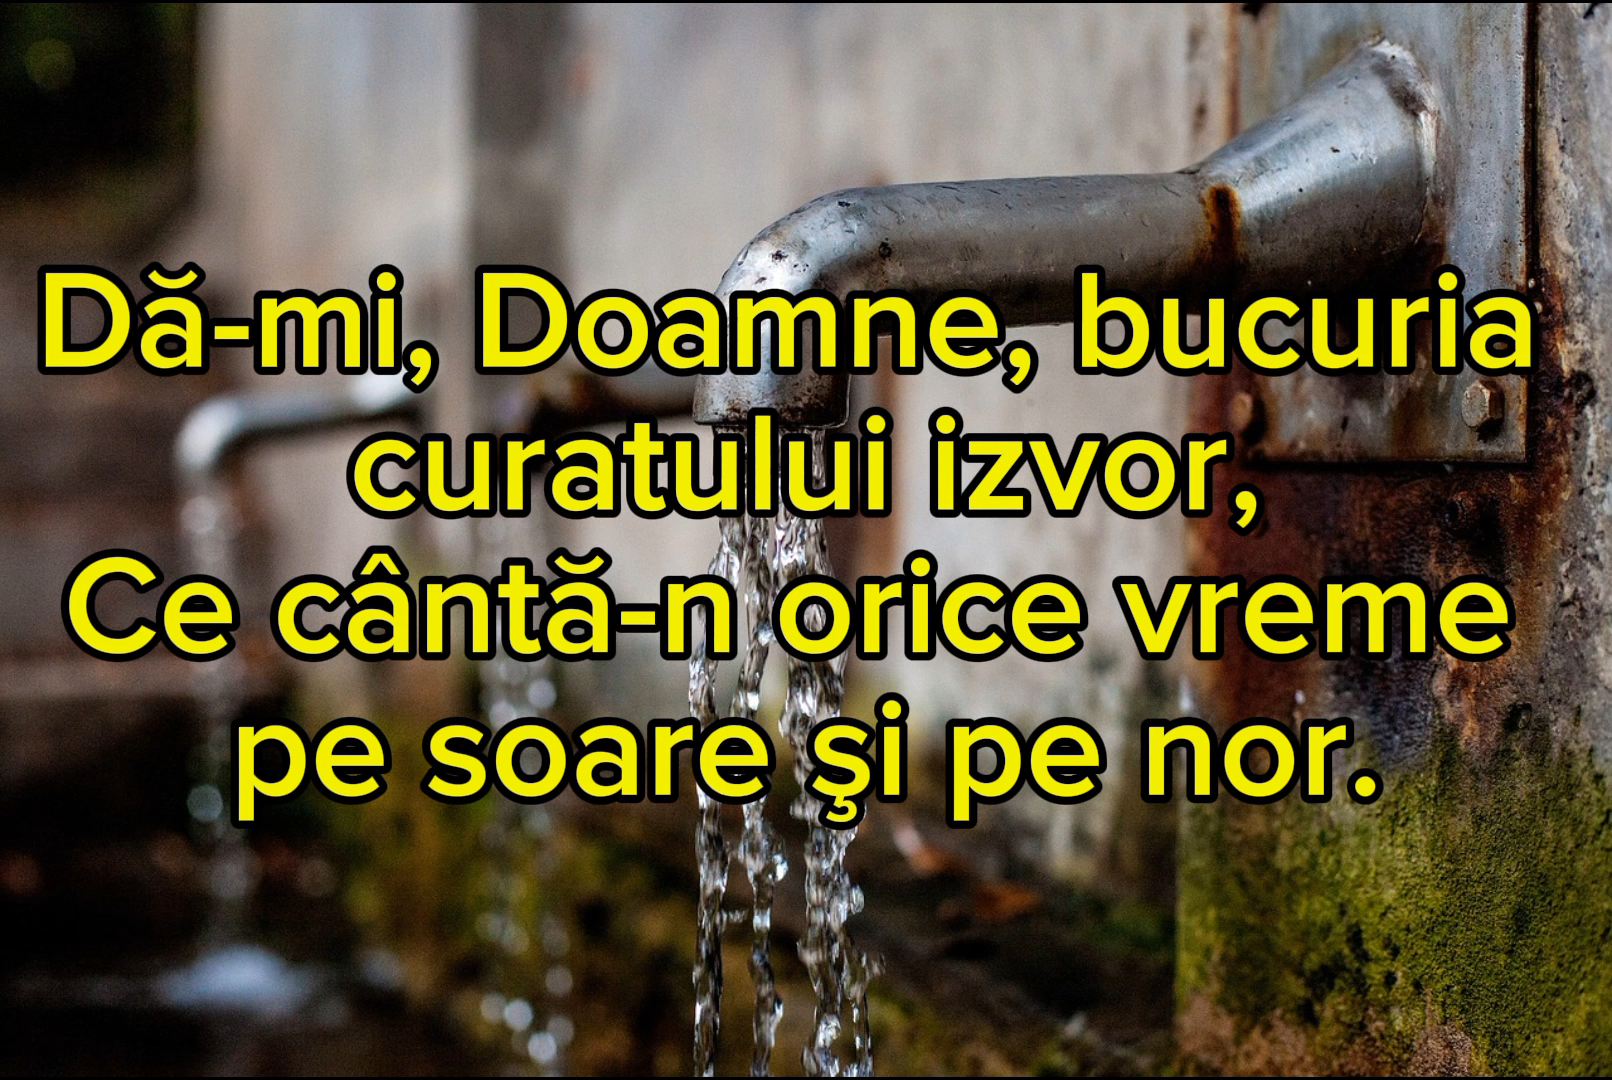 Dă-mi, Doamne, bucuria
curatului izvor,
Ce cântă-n orice vreme
pe soare şi pe nor.